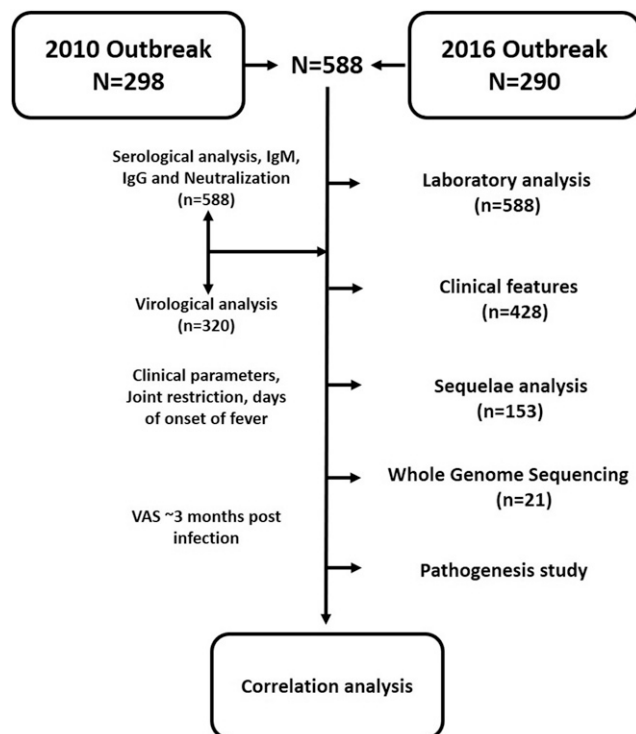 2010 Outbreak
N=298
N=588
2016 Outbreak
N=290
Serological analysis, IgM,
IgG and Neutralization
(n=588)
Laboratory analysis
(n=588)
Virological analysis
(n=320)
Clinical features
(n=428)
Clinical parameters,
Joint restriction, days
of onset of fever
Sequelae analysis
(n=153)
Whole Genome Sequencing
(n=21)
VAS ~3 months post
infection
Pathogenesis study
Correlation analysis